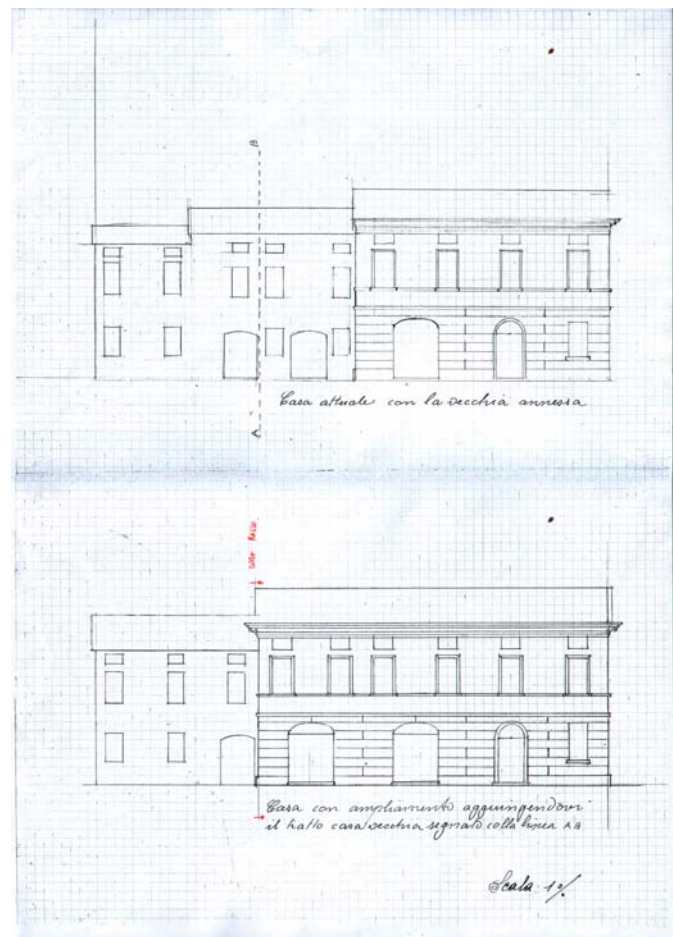 B
A
Casa attuale con la vecchia annessa
Rosso
Casa con ampliamento aggiungendovi
il tratto casa vecchia segnato colla linea AB
Scala 1%